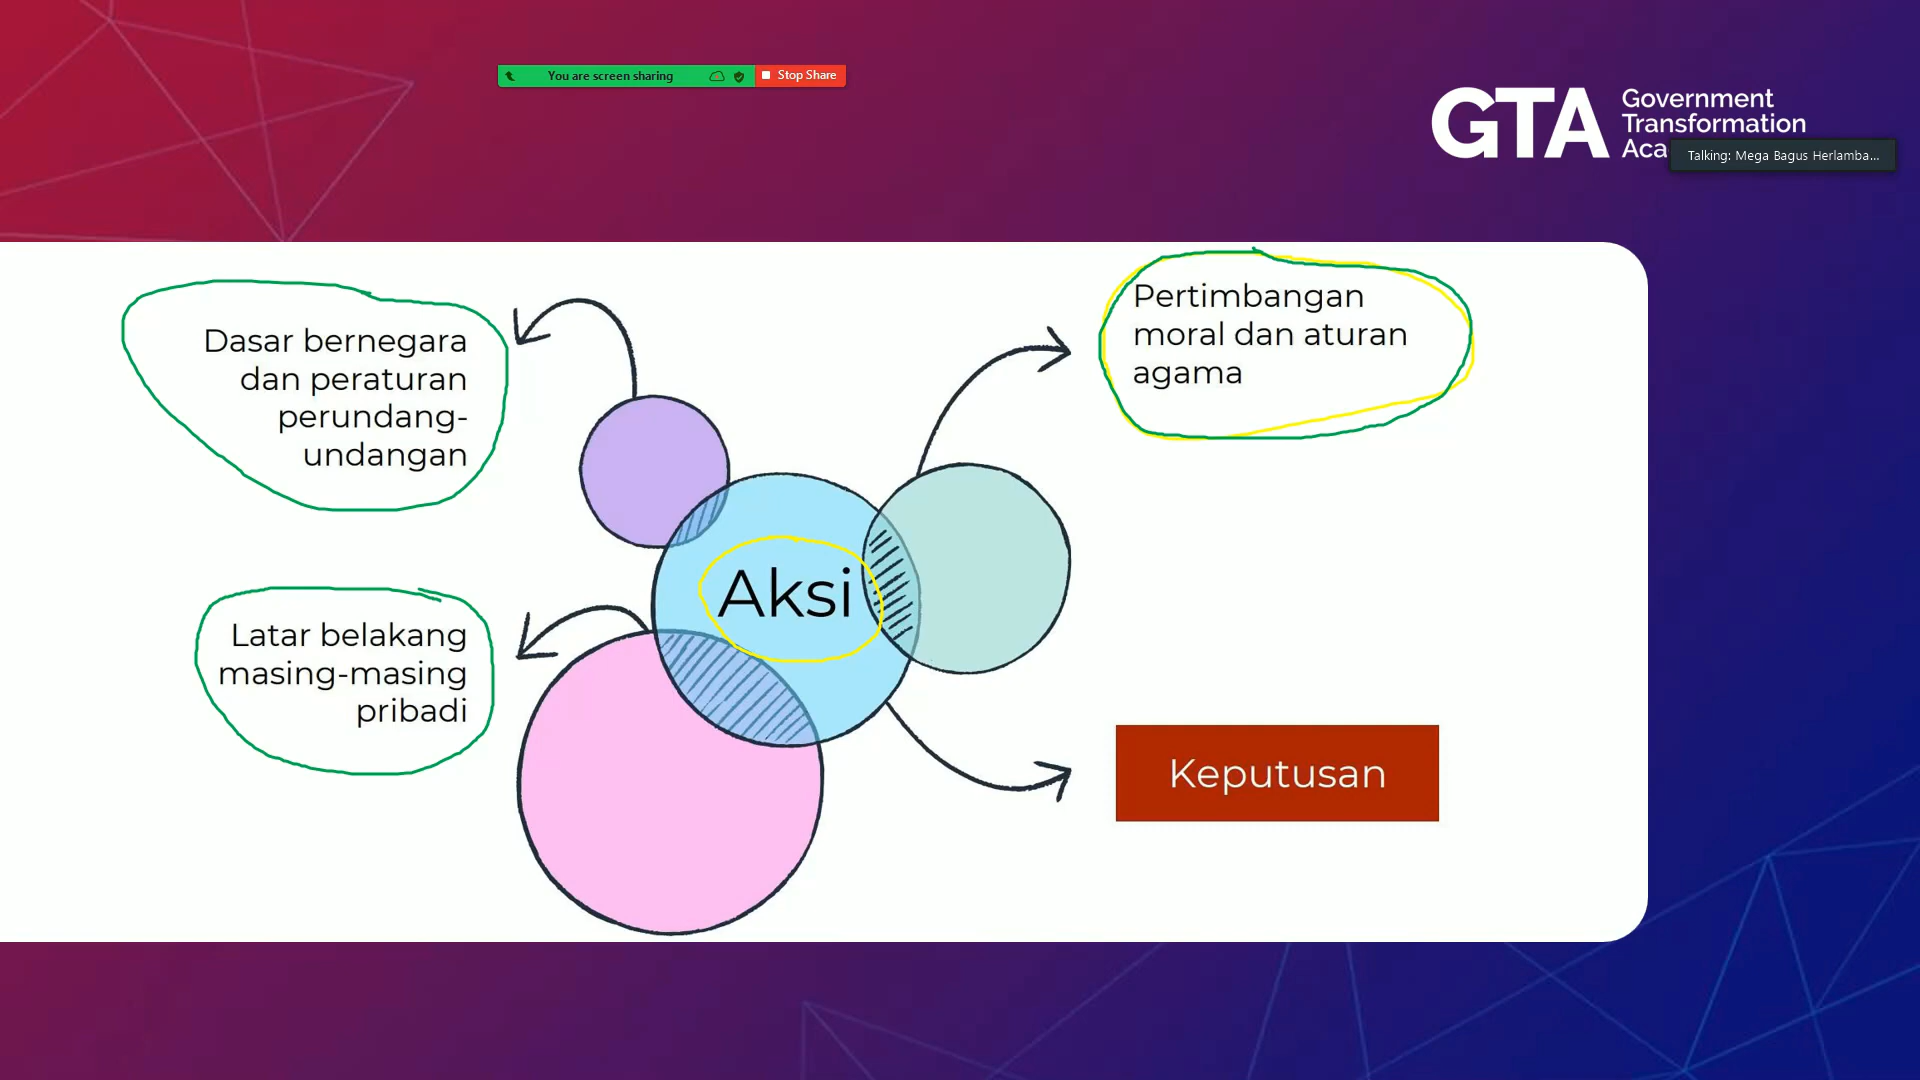 You are screen sharing
Stop Share
GTA
Government
Transformation
Talking: Mega Bagus Herlamba...
Dasar bernegara
dan peraturan
perundang-
undangan
Pertimbangan
moral dan aturan
agama
Aksi
Latar belakang
masing-masing
pribadi
Keputusan